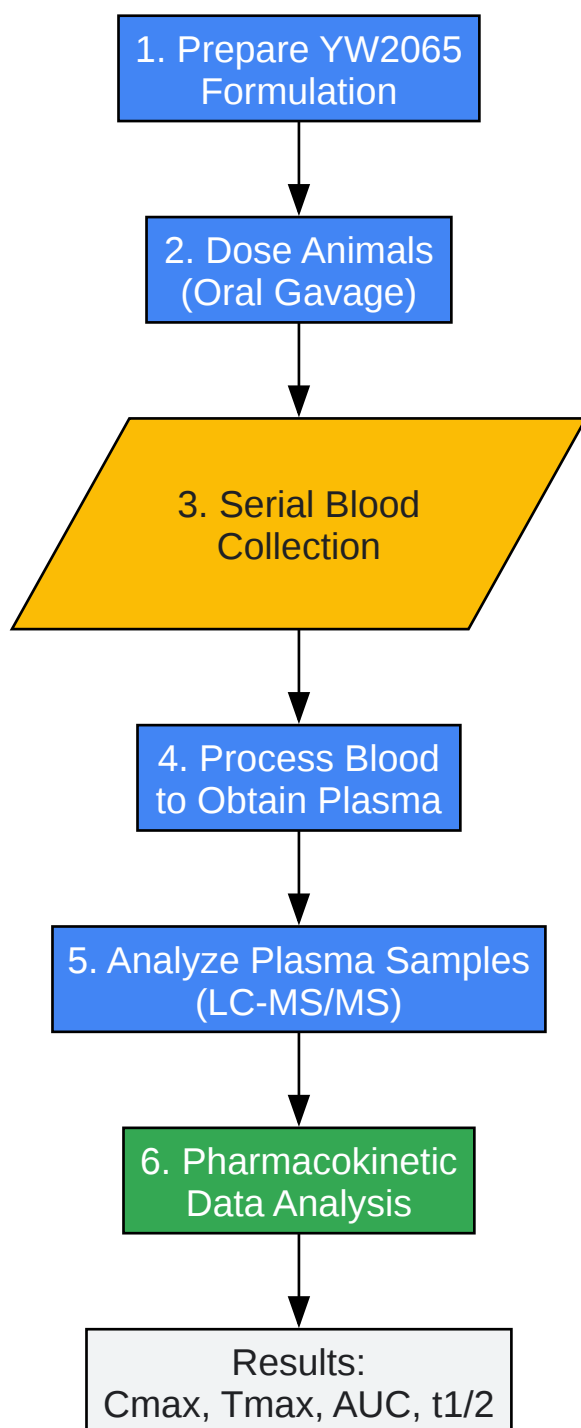 1. Prepare YW2065
Formulation
2. Dose Animals
(Oral Gavage)
3. Serial Blood
Collection
4. Process Blood
to Obtain Plasma
5. Analyze Plasma Samples
(LC-MS/MS)
6. Pharmacokinetic
Data Analysis
Results:
Cmax, Tmax, AUC, t1/2